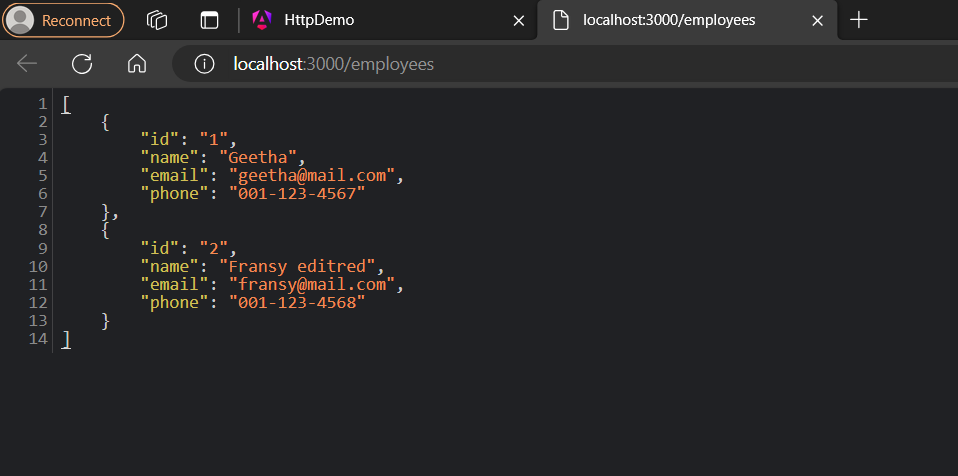 Reconnect
HttpDemo
localhost:3000/employees
localhost:3000/employees
1 [
2 {
3 "id": "1",
4 "name": "Geetha",
5 "email": "geetha@mail.com",
6 "phone": "001-123-4567"
7 },
8 {
9 "id": "2",
10 "name": "Fransy editred",
11 "email": "fransy@mail.com",
12 "phone": "001-123-4568"
13 }
14 ]